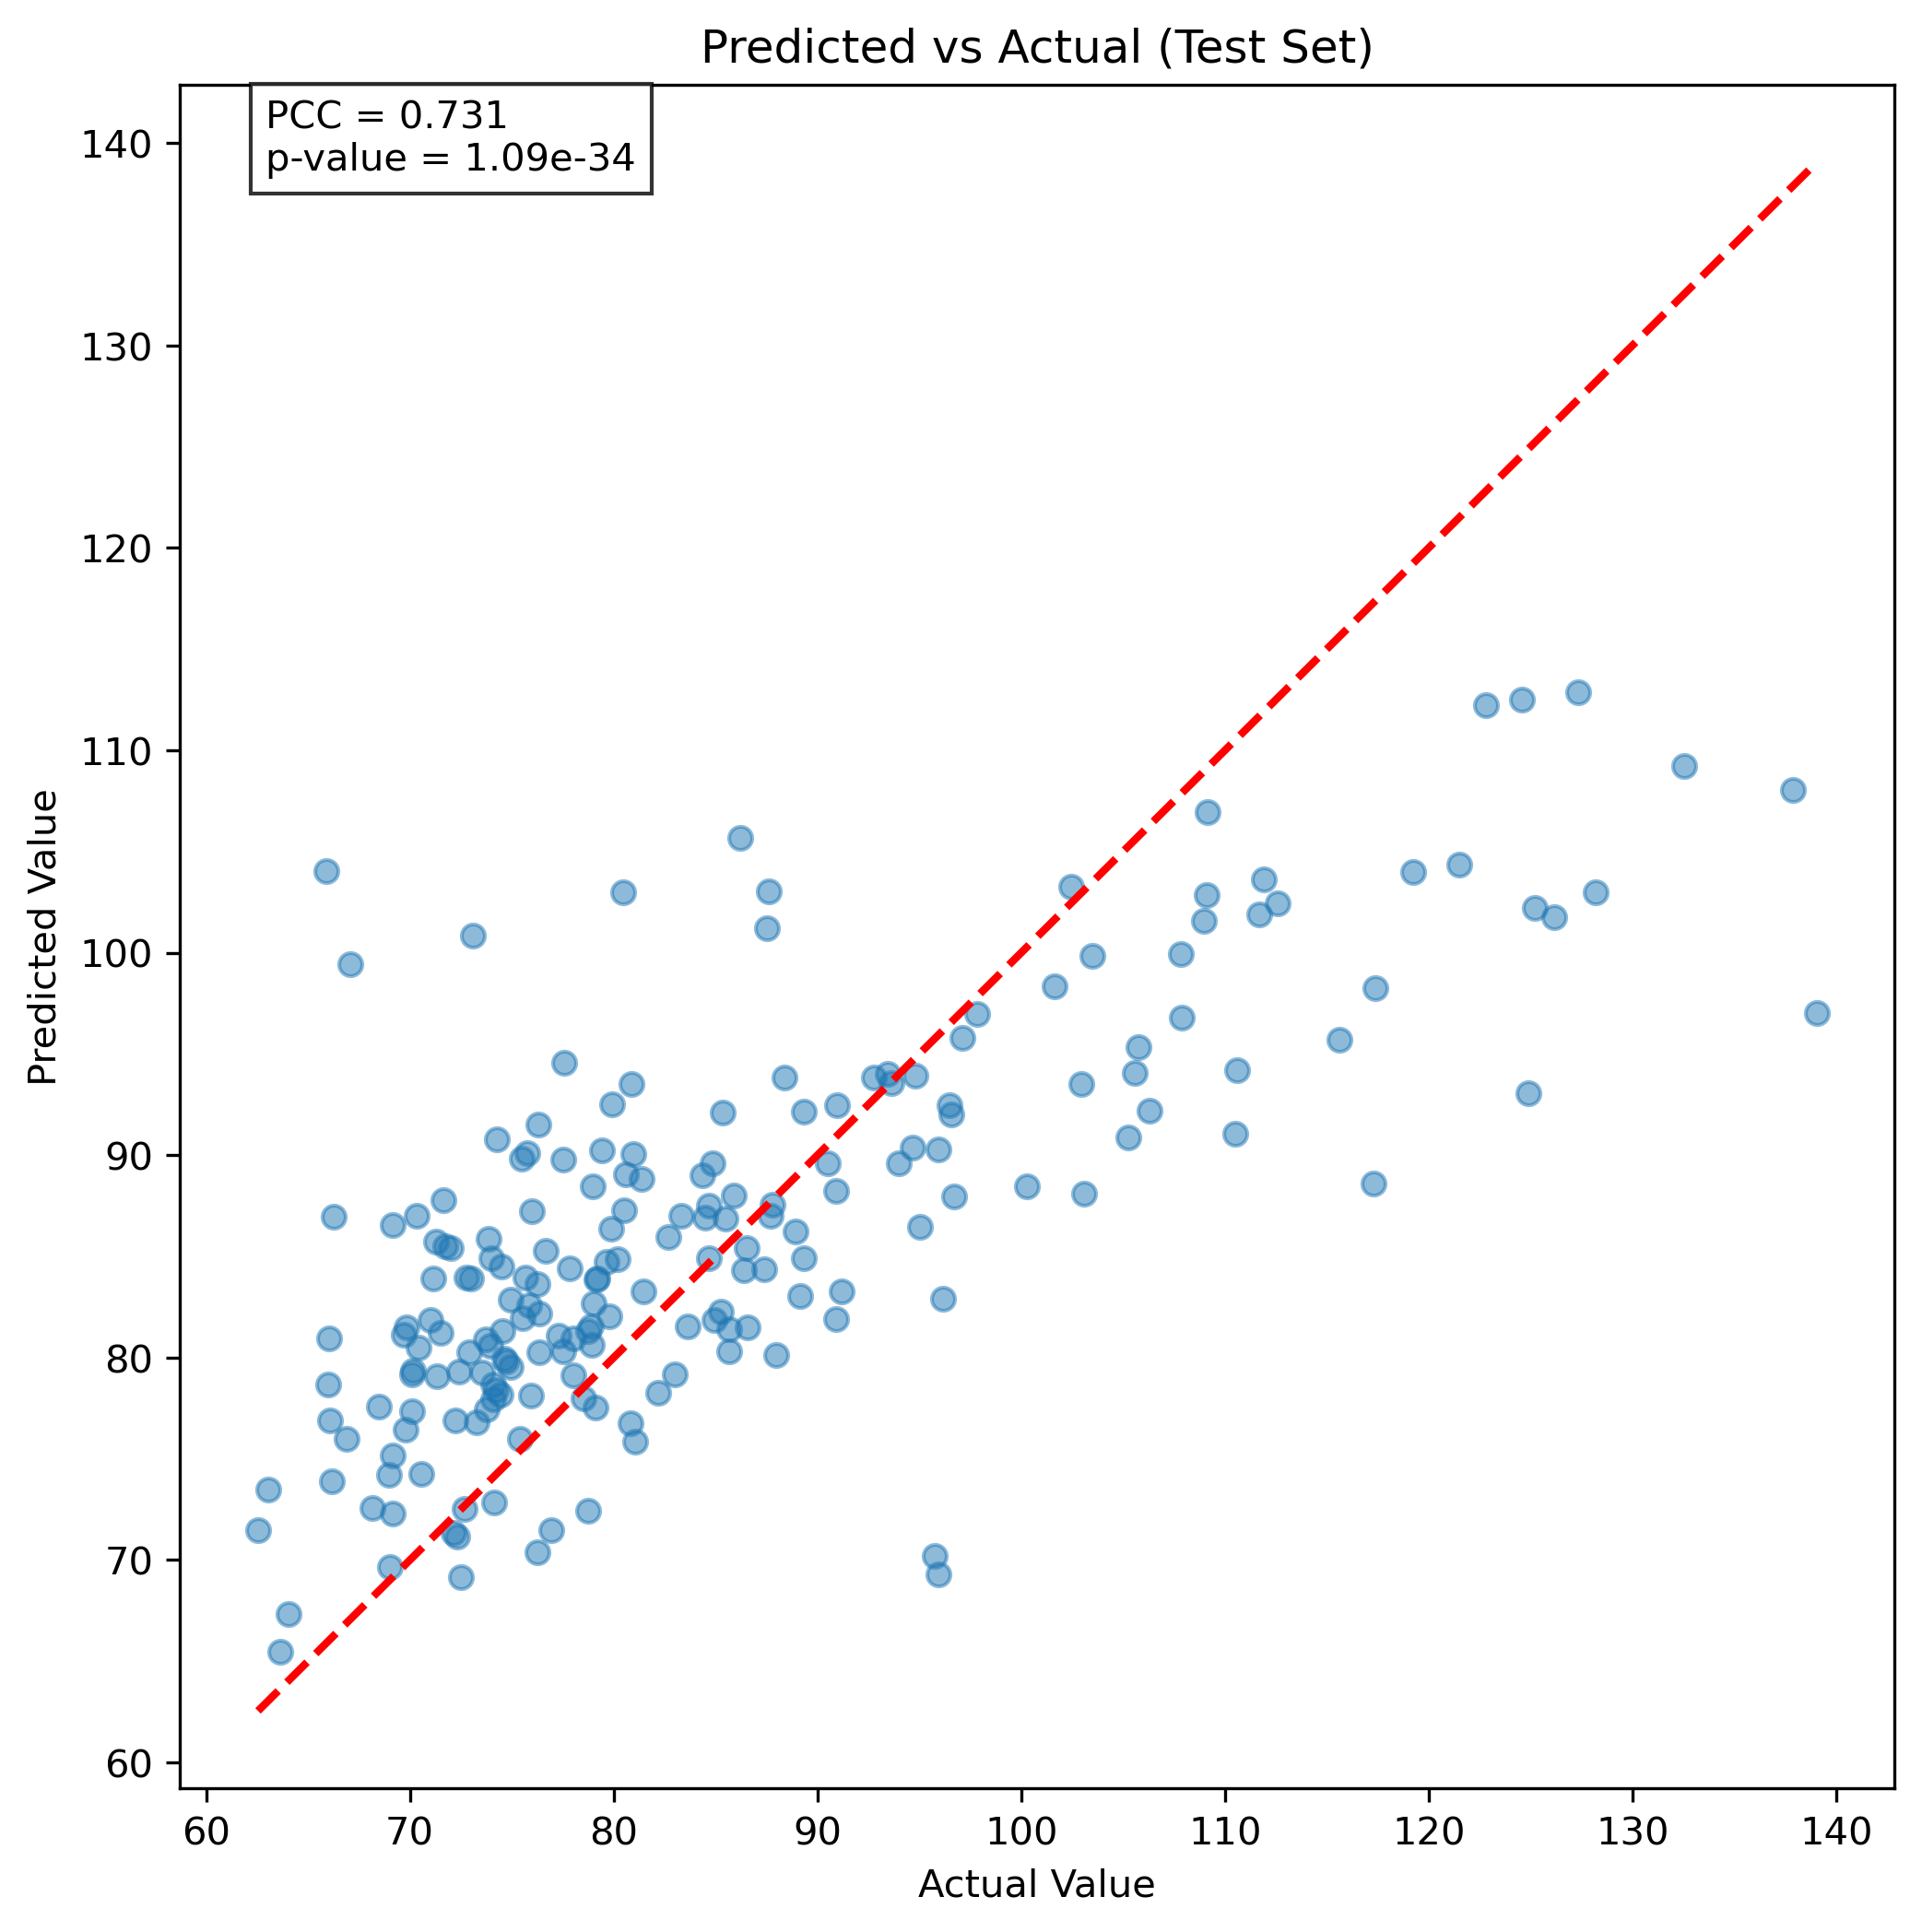 Predicted vs Actual (Test Set)
PCC = 0.731
p-value = 1.09e-34
140
130
120
110
100
90
80
70
60
Predicted Value
60 70 80 90 100 110 120 130 140
Actual Value